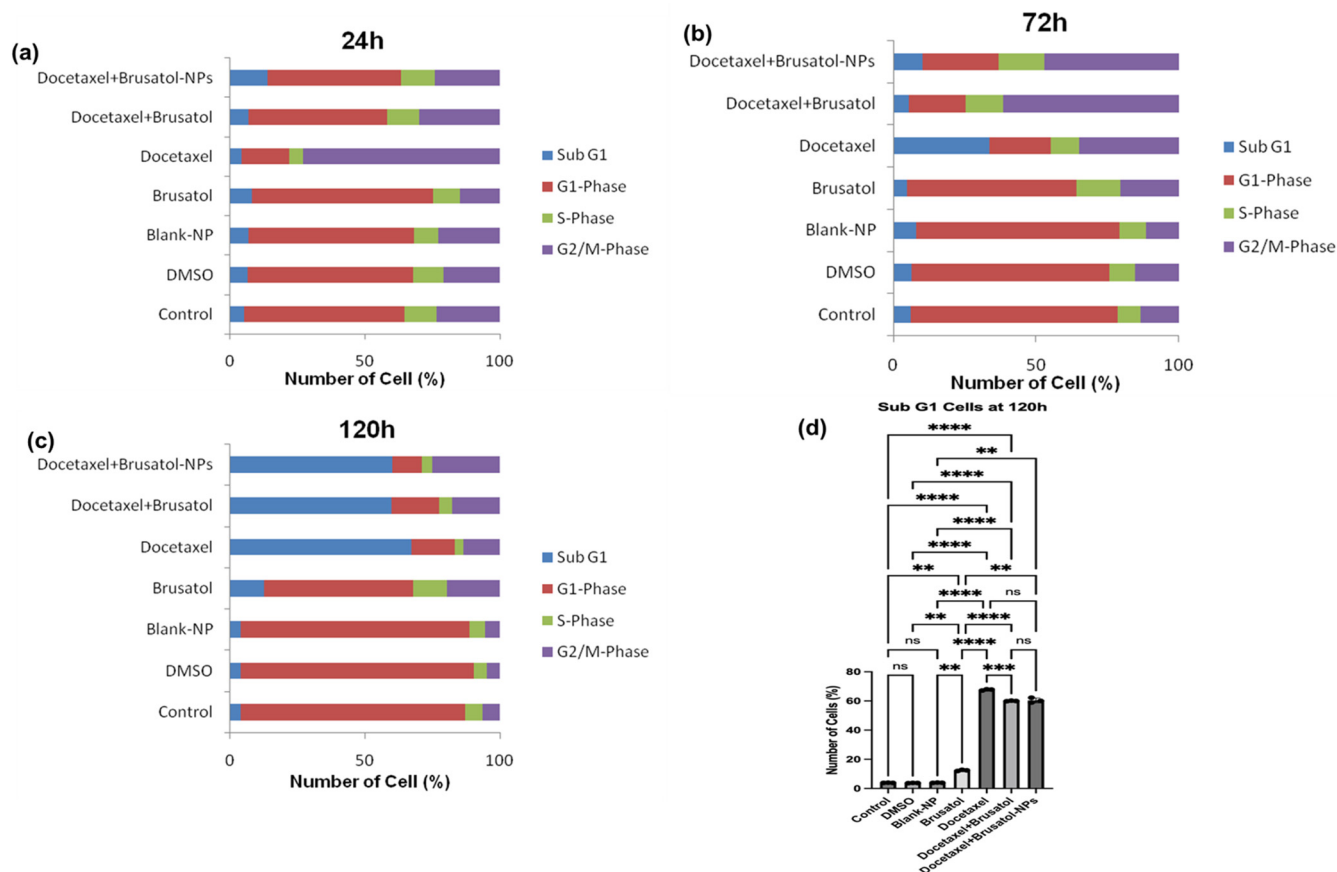 (a)
24h
Docetaxel+Brusatol-NPs
Docetaxel+Brusatol
Docetaxel
Brusatol
Blank-NP
DMSO
Control
0 50 100
Number of Cell (%)
Sub G1
G1-Phase
S-Phase
G2/M-Phase
(b)
72h
Docetaxel+Brusatol-NPs
Docetaxel+Brusatol
Docetaxel
Brusatol
Blank-NP
DMSO
Control
0 50 100
Number of Cell (%)
Sub G1
G1-Phase
S-Phase
G2/M-Phase
(c)
120h
Docetaxel+Brusatol-NPs
Docetaxel+Brusatol
Docetaxel
Brusatol
Blank-NP
DMSO
Control
0 50 100
Number of Cell (%)
Sub G1
G1-Phase
S-Phase
G2/M-Phase
(d)
Sub G1 Cells at 120h
****
**
****
****
****
****
** **
**** ns
** ****
ns **** ns
ns ** ***
80
60
40
20
0
Number of Cells (%)
Control
DMSO
Blank-NP
Brusatol
Docetaxel
Docetaxel+Brusatol
Docetaxel+Brusatol-NPs